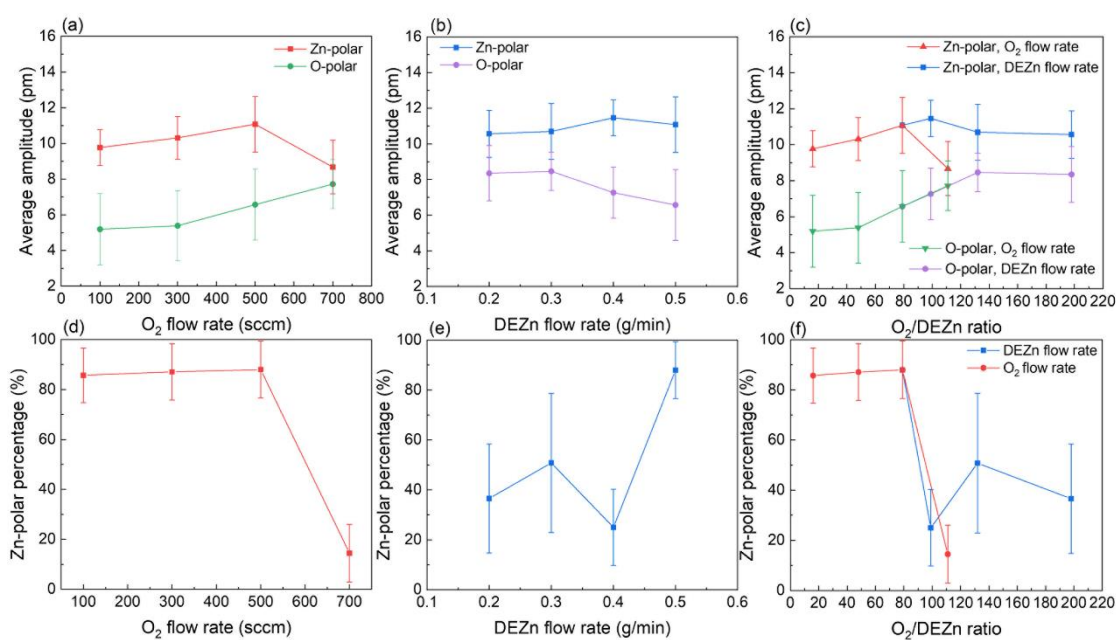 (a)
Zn-polar
O-polar
Average amplitude (pm)
16
14
12
10
8
6
4
2
0 100 200 300 400 500 600 700 800
O₂ flow rate (sccm)
(b)
Zn-polar
O-polar
Average amplitude (pm)
16
14
12
10
8
6
4
2
0.1 0.2 0.3 0.4 0.5 0.6
DEZn flow rate (g/min)
(c)
Zn-polar, O₂ flow rate
Zn-polar, DEZn flow rate
O-polar, O₂ flow rate
O-polar, DEZn flow rate
Average amplitude (pm)
16
14
12
10
8
6
4
2
0 20 40 60 80 100 120 140 160 180 200 220
O₂/DEZn ratio
(d)
Zn-polar percentage (%)
100
80
60
40
20
0
100 200 300 400 500 600 700
O₂ flow rate (sccm)
(e)
Zn-polar percentage (%)
100
80
60
40
20
0
0.1 0.2 0.3 0.4 0.5 0.6
DEZn flow rate (g/min)
(f)
DEZn flow rate
O₂ flow rate
Zn-polar percentage (%)
100
80
60
40
20
0
0 20 40 60 80 100 120 140 160 180 200 220
O₂/DEZn ratio